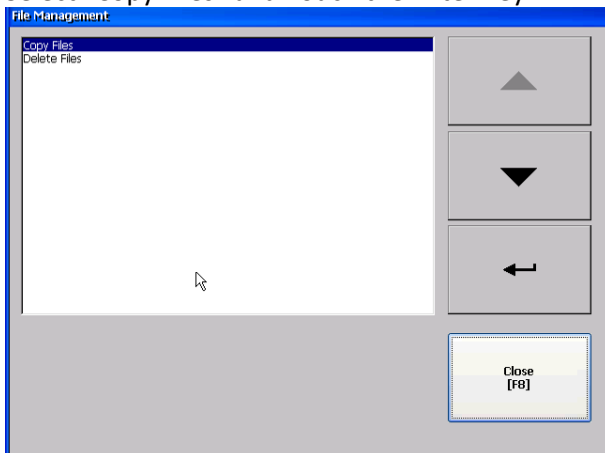 File Management
Copy Files
Delete Files
Close
[F8]